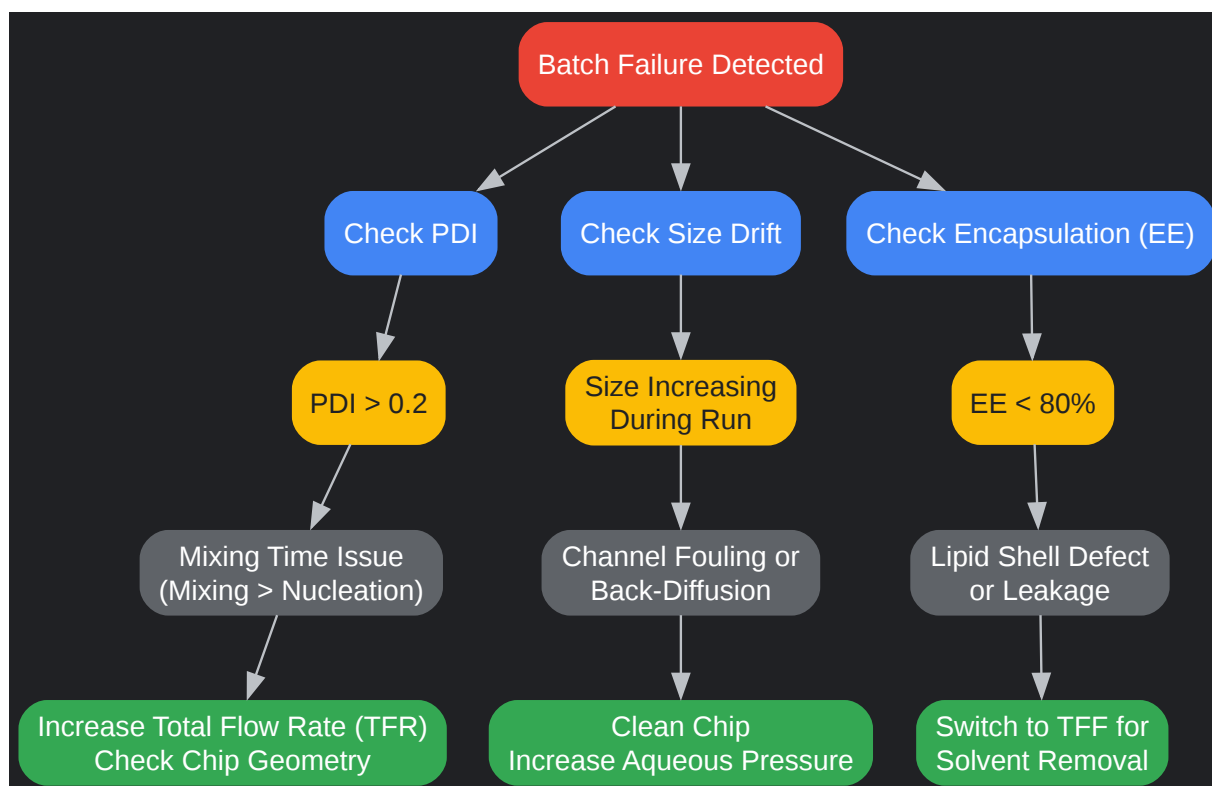 Batch Failure Detected
Check PDI
Check Size Drift
Check Encapsulation (EE)
PDI > 0.2
Size Increasing
During Run
EE < 80%
Mixing Time Issue
(Mixing > Nucleation)
Channel Fouling or
Back-Diffusion
Lipid Shell Defect
or Leakage
Increase Total Flow Rate (TFR)
Check Chip Geometry
Clean Chip
Increase Aqueous Pressure
Switch to TFF for
Solvent Removal